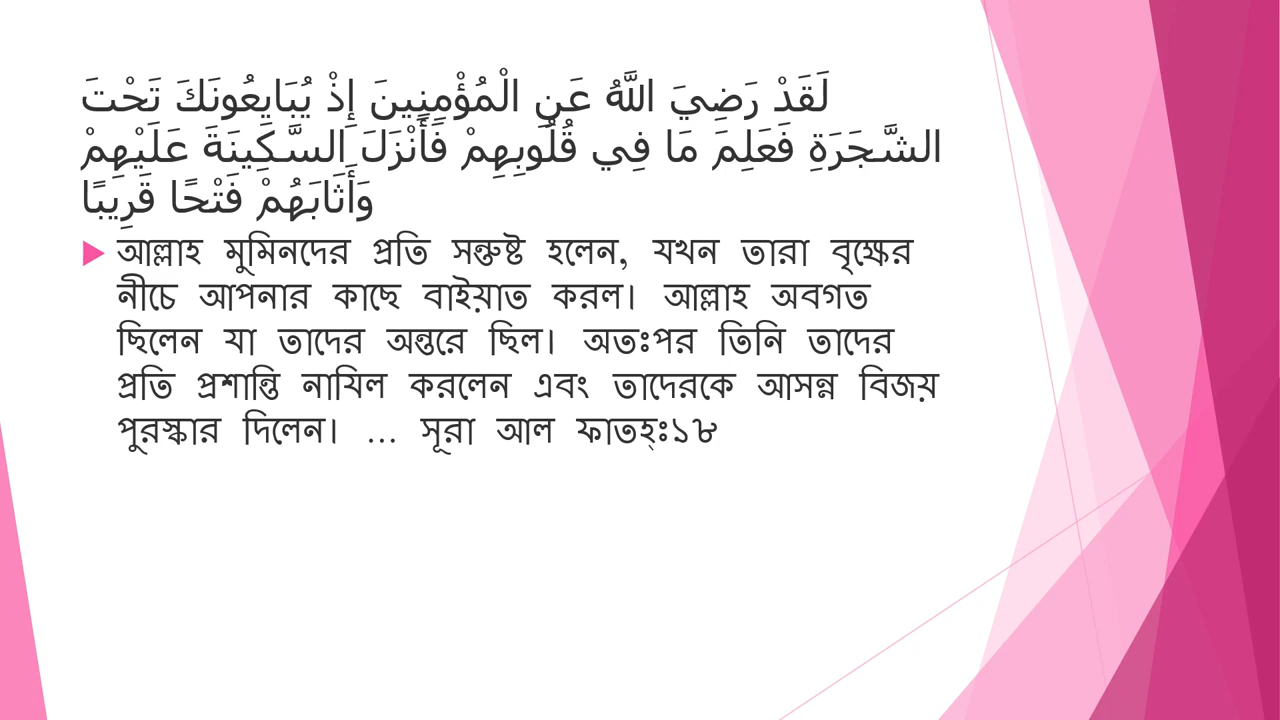 لَقَدْ رَضِيَ اللَّهُ عَنِ الْمُؤْمِنِينَ إِذْ يُبَايِعُونَكَ تَحْتَ
الشَّجَرَةِ فَعَلِمَ مَا فِي قُلُوبِهِمْ فَأَنْزَلَ السَّكِينَةَ عَلَيْهِمْ
وَأَثَابَهُمْ فَتْحًا قَرِيبًا
আল্লাহ মুমিনদের প্রতি সন্তুষ্ট হলেন, যখন তারা বৃক্ষের
নীচে আপনার কাছে বাইয়াত করল। আল্লাহ অবগত
ছিলেন যা তাদের অন্তরে ছিল। অতঃপর তিনি তাদের
প্রতি প্রশান্তি নাযিল করলেন এবং তাদেরকে আসন্ন বিজয়
পুরস্কার দিলেন। ... সূরা আল ফাতহ্ঃ১৮